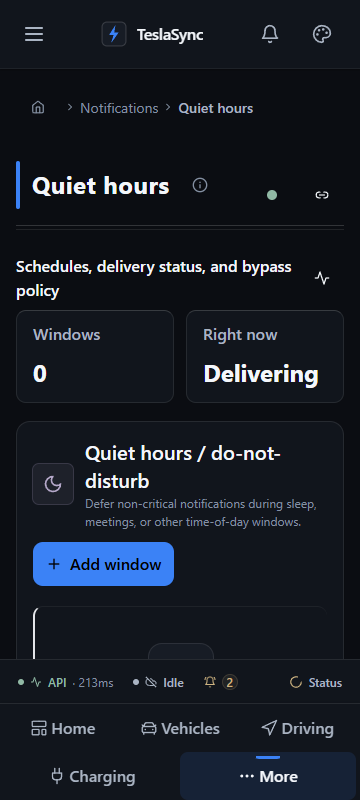 TeslaSync
Notifications
Quiet hours
Quiet hours
Schedules, delivery status, and bypass
policy
Windows
0
Right now
Delivering
Quiet hours / do-not-
disturb
Defer non-critical notifications during sleep,
meetings, or other time-of-day windows.
Add window
API · 213ms
Idle
2
Status
Home
Vehicles
Driving
Charging
More